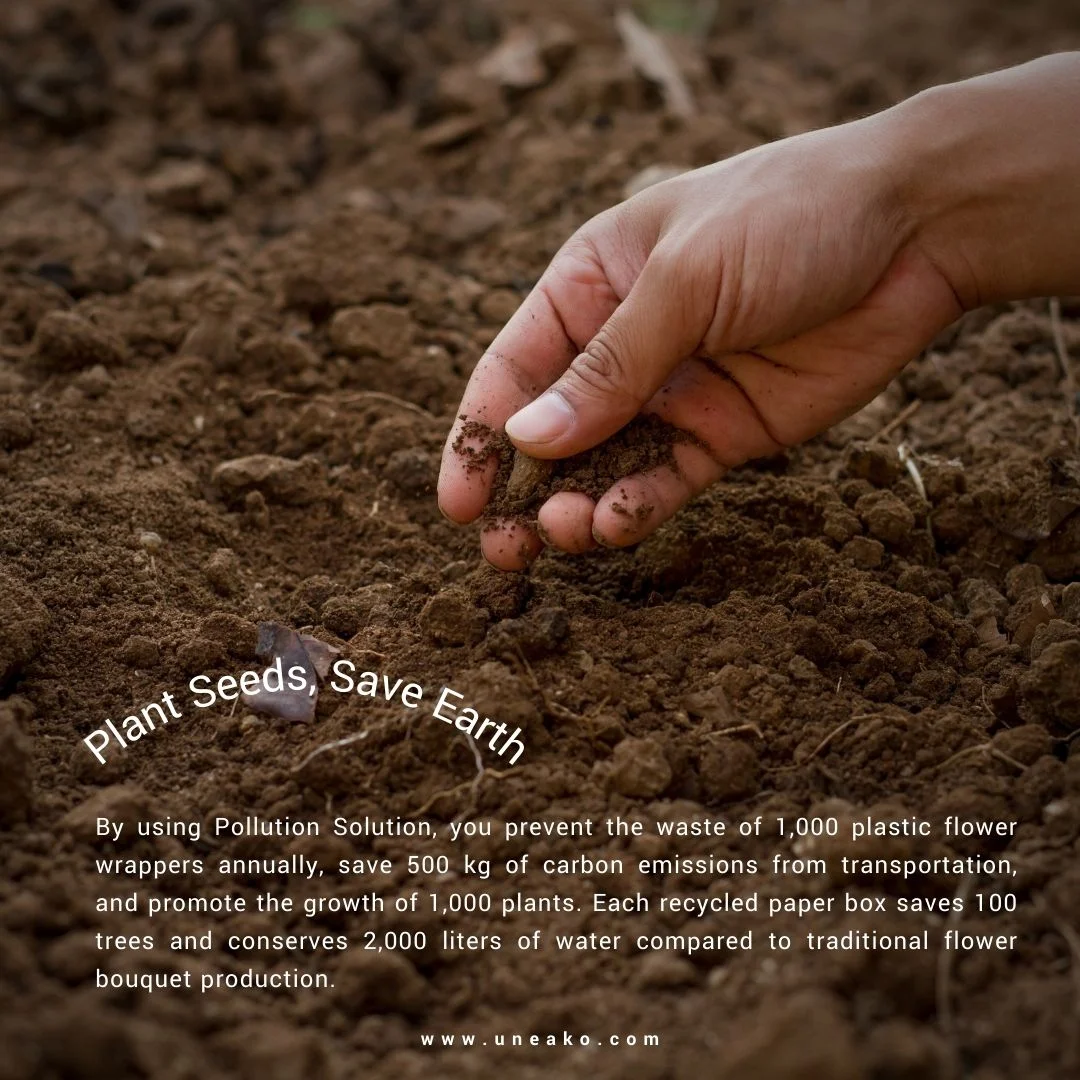 Plant Seeds, Save Earth
By using Pollution Solution, you prevent the waste of 1,000 plastic flower
wrappers annually, save 500 kg of carbon emissions from transportation,
and promote the growth of 1,000 plants. Each recycled paper box saves 100
trees and conserves 2,000 liters of water compared to traditional flower
bouquet production.
www.uneako.com